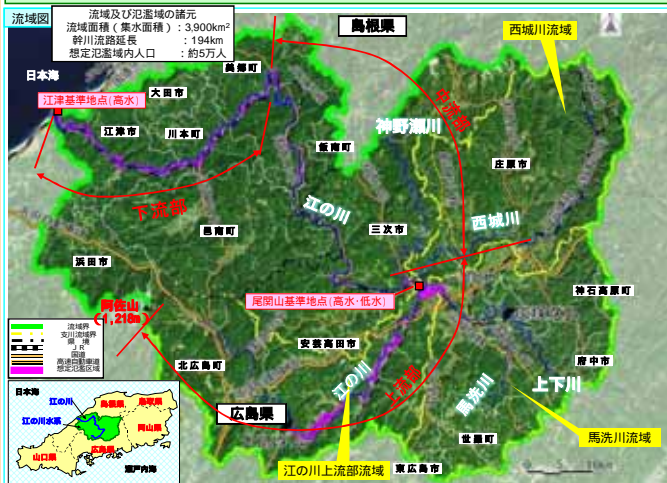 流域図
流域及び氾濫域の諸元
流域面積（集水面積）：3,900km²
幹川流路延長　：194km
想定氾濫域内人口　：約5万人
島根県
西城川流域
日本海
美郷町
大田市
江津基準地点(高水)
江津市
川本町
飯南町
中流部
神野瀬川
庄原市
下流部
江の川
邑南町
三次市
西城川
浜田市
尾関山基準地点(高水・低水)
神石高原町
阿佐山
(1,218m)
安芸高田市
府中市
北広島町
江の川
上流部
馬洗川
上下川
広島県
世羅町
馬洗川流域
東広島市
江の川上流部流域
流域界
支川流域界
県　境
ＪＲ
国道
高速自動車道
想定氾濫区域
日本海
江の川
江の川水系
島根県
鳥取県
岡山県
広島県
山口県
瀬戸内海